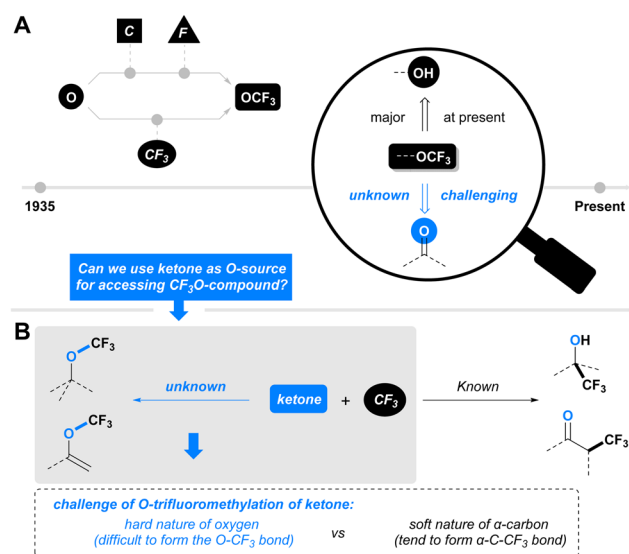 A
C
F
O
OCF3
CF3
OH
major
at present
---OCF3
unknown
challenging
O
1935
Present
Can we use ketone as O-source
for accessing CF3O-compound?
B
O
CF3
unknown
ketone
+
CF3
Known
OH
CF3
O
CF3
O
CF3
challenge of O-trifluoromethylation of ketone:
hard nature of oxygen
vs
soft nature of α-carbon
(difficult to form the O-CF3 bond)
(tend to form α-C-CF3 bond)